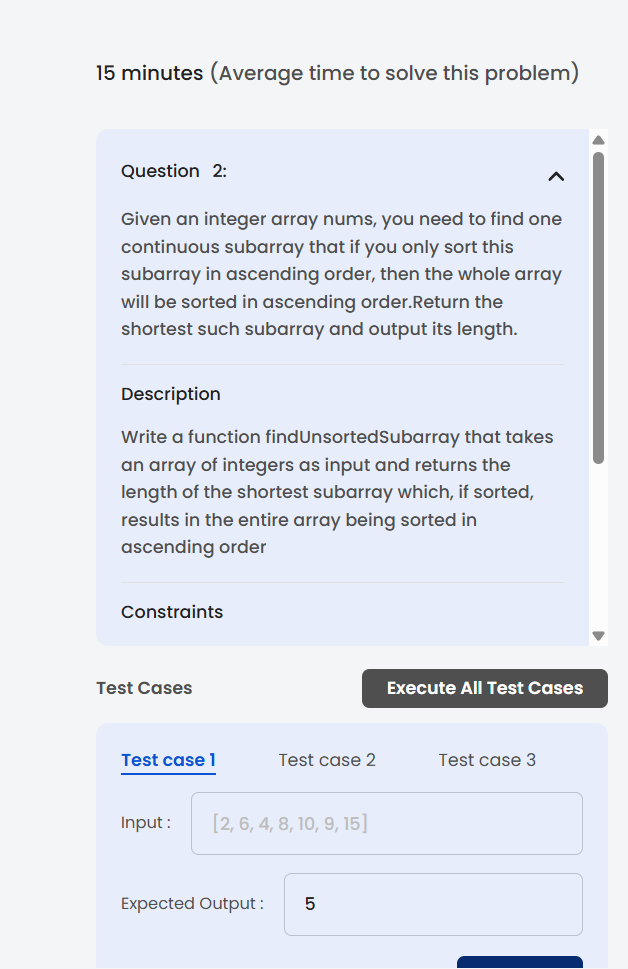 15 minutes (Average time to solve this problem)
Question 2:
Given an integer array nums, you need to find one
continuous subarray that if you only sort this
subarray in ascending order, then the whole array
will be sorted in ascending order.Return the
shortest such subarray and output its length.
Description
Write a function findUnsortedSubarray that takes
an array of integers as input and returns the
length of the shortest subarray which, if sorted,
results in the entire array being sorted in
ascending order
Constraints
Test Cases
Execute All Test Cases
Test case 1 Test case 2 Test case 3
Input : [2, 6, 4, 8, 10, 9, 15]
Expected Output : 5